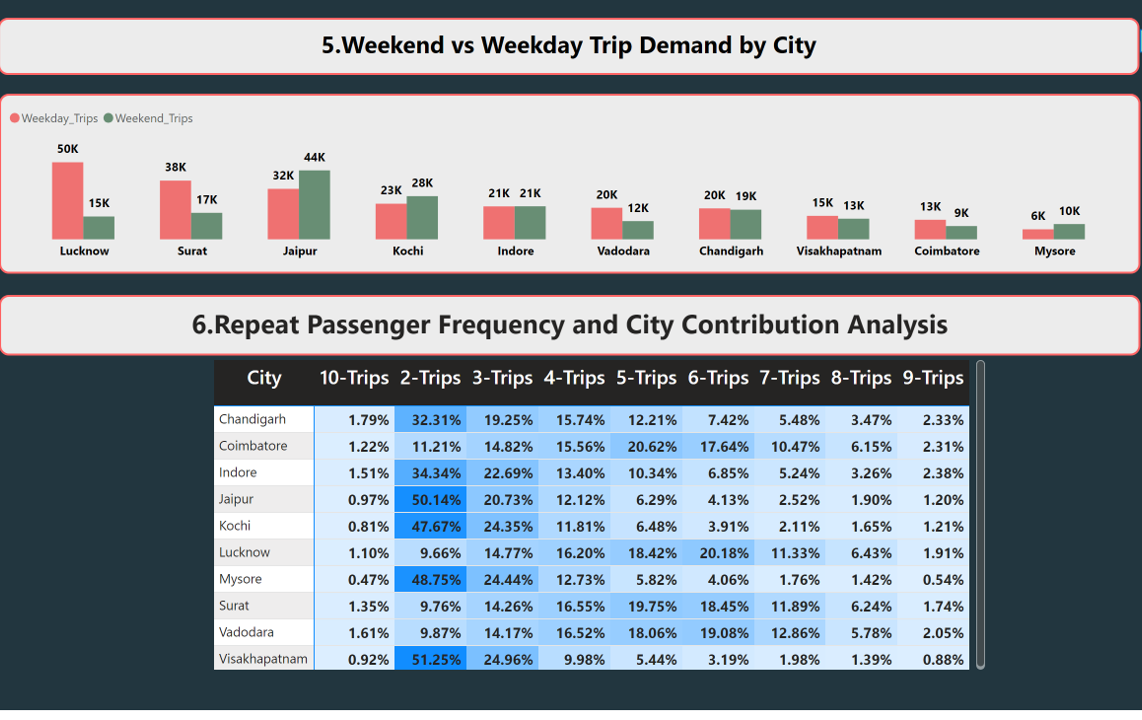 5.Weekend vs Weekday Trip Demand by City
Weekday_Trips Weekend_Trips
50K 15K 38K 17K 32K 44K 23K 28K 21K 21K 20K 12K 20K 19K 15K 13K 13K 9K 6K 10K
Lucknow Surat Jaipur Kochi Indore Vadodara Chandigarh Visakhapatnam Coimbatore Mysore
6.Repeat Passenger Frequency and City Contribution Analysis
City 10-Trips 2-Trips 3-Trips 4-Trips 5-Trips 6-Trips 7-Trips 8-Trips 9-Trips
Chandigarh 1.79% 32.31% 19.25% 15.74% 12.21% 7.42% 5.48% 3.47% 2.33%
Coimbatore 1.22% 11.21% 14.82% 15.56% 20.62% 17.64% 10.47% 6.15% 2.31%
Indore 1.51% 34.34% 22.69% 13.40% 10.34% 6.85% 5.24% 3.26% 2.38%
Jaipur 0.97% 50.14% 20.73% 12.12% 6.29% 4.13% 2.52% 1.90% 1.20%
Kochi 0.81% 47.67% 24.35% 11.81% 6.48% 3.91% 2.11% 1.65% 1.21%
Lucknow 1.10% 9.66% 14.77% 16.20% 18.42% 20.18% 11.33% 6.43% 1.91%
Mysore 0.47% 48.75% 24.44% 12.73% 5.82% 4.06% 1.76% 1.42% 0.54%
Surat 1.35% 9.76% 14.26% 16.55% 19.75% 18.45% 11.89% 6.24% 1.74%
Vadodara 1.61% 9.87% 14.17% 16.52% 18.06% 19.08% 12.86% 5.78% 2.05%
Visakhapatnam 0.92% 51.25% 24.96% 9.98% 5.44% 3.19% 1.98% 1.39% 0.88%